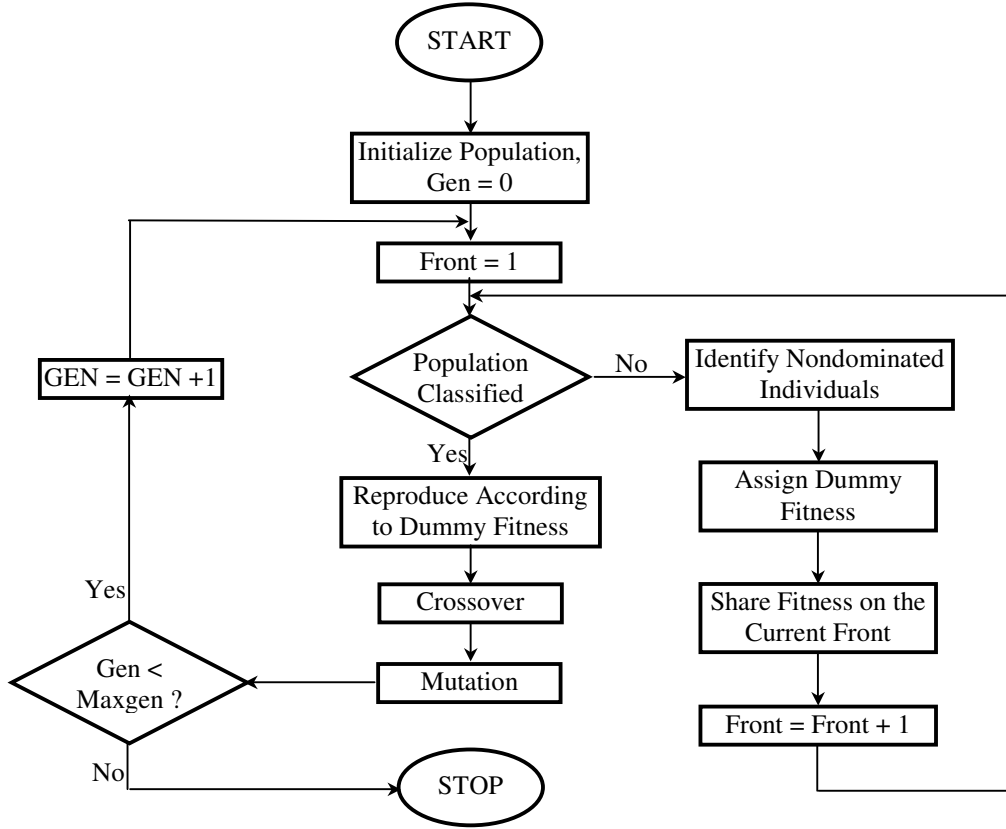 START
Initialize Population,
Gen = 0
Front = 1
Population
Classified
No
Identify Nondominated
Individuals
Assign Dummy
Fitness
Share Fitness on the
Current Front
Front = Front + 1
Yes
Reproduce According
to Dummy Fitness
Crossover
Mutation
Gen <
Maxgen ?
Yes
GEN = GEN +1
No
STOP